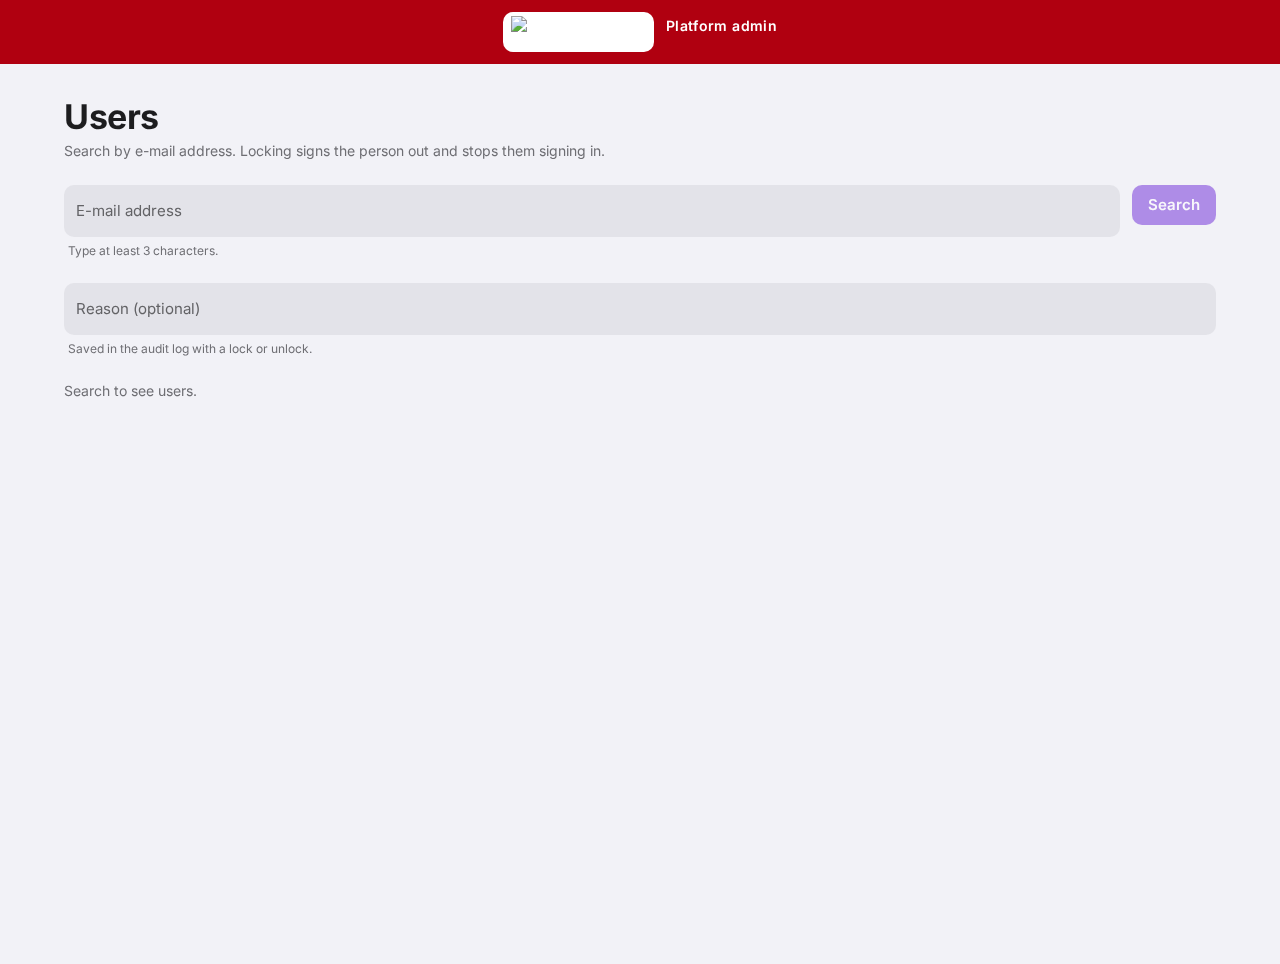 Platform admin
Users
Search by e-mail address. Locking signs the person out and stops them signing in.
E-mail address
Search
Type at least 3 characters.
Reason (optional)
Saved in the audit log with a lock or unlock.
Search to see users.